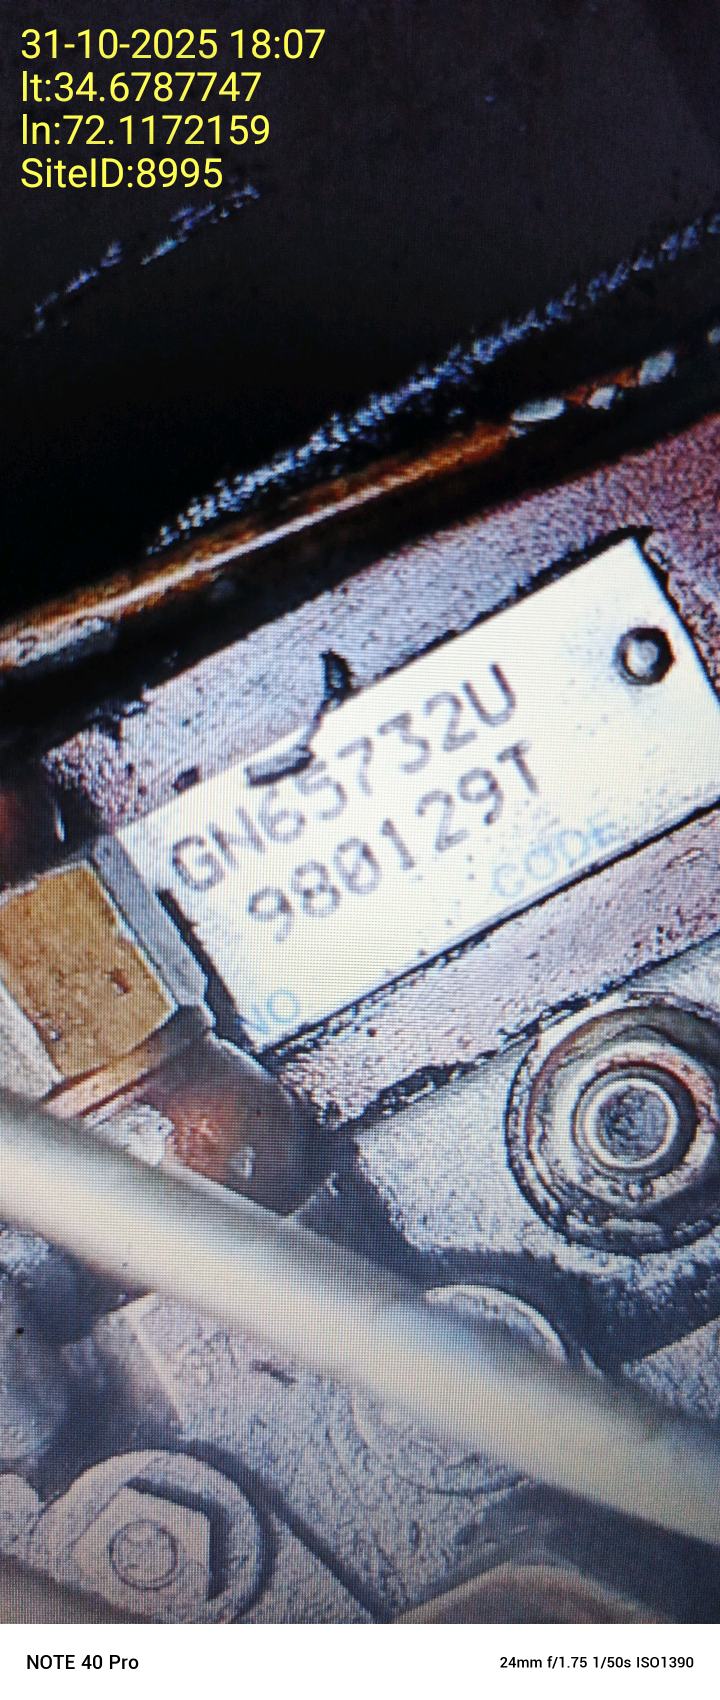 31-10-2025 18:07
lt:34.6787747
ln:72.1172159
SiteID:8995
GN65732U
980129T
CODE
NO
NOTE 40 Pro
24mm f/1.75 1/50s ISO1390